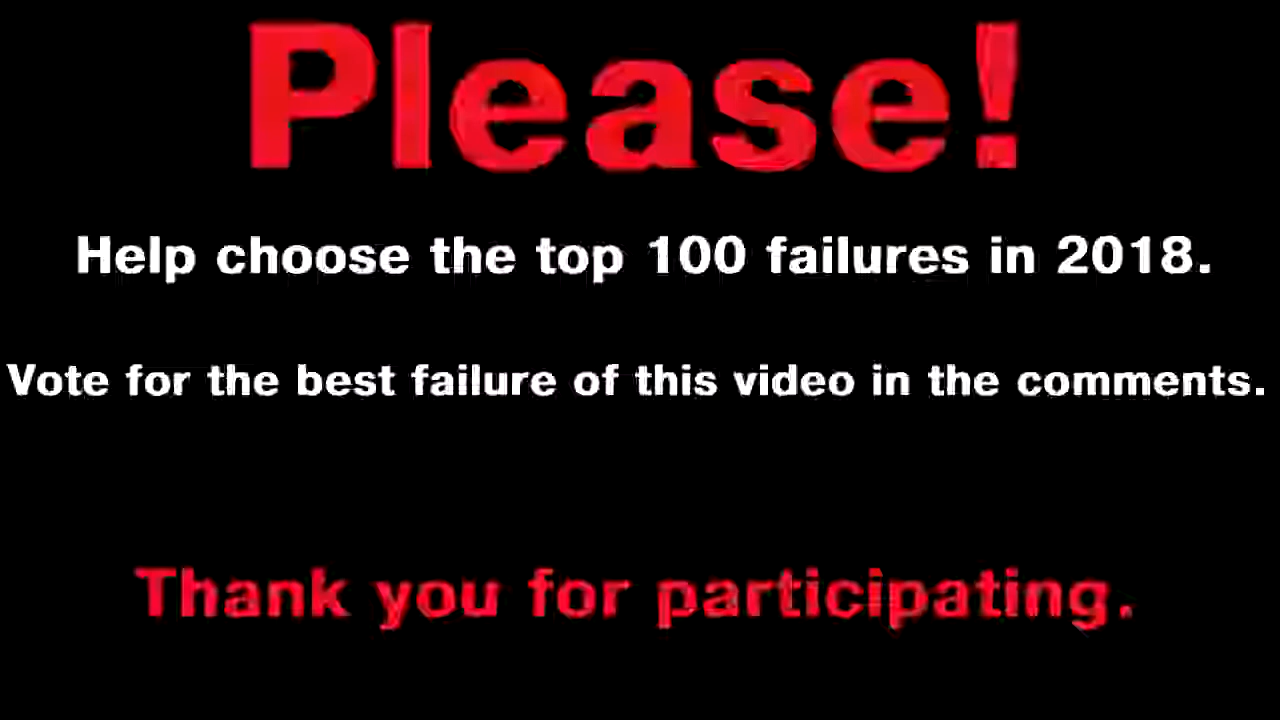 Please!
Help choose the top 100 failures in 2018.
Vote for the best failure of this video in the comments.
Thank you for participating.